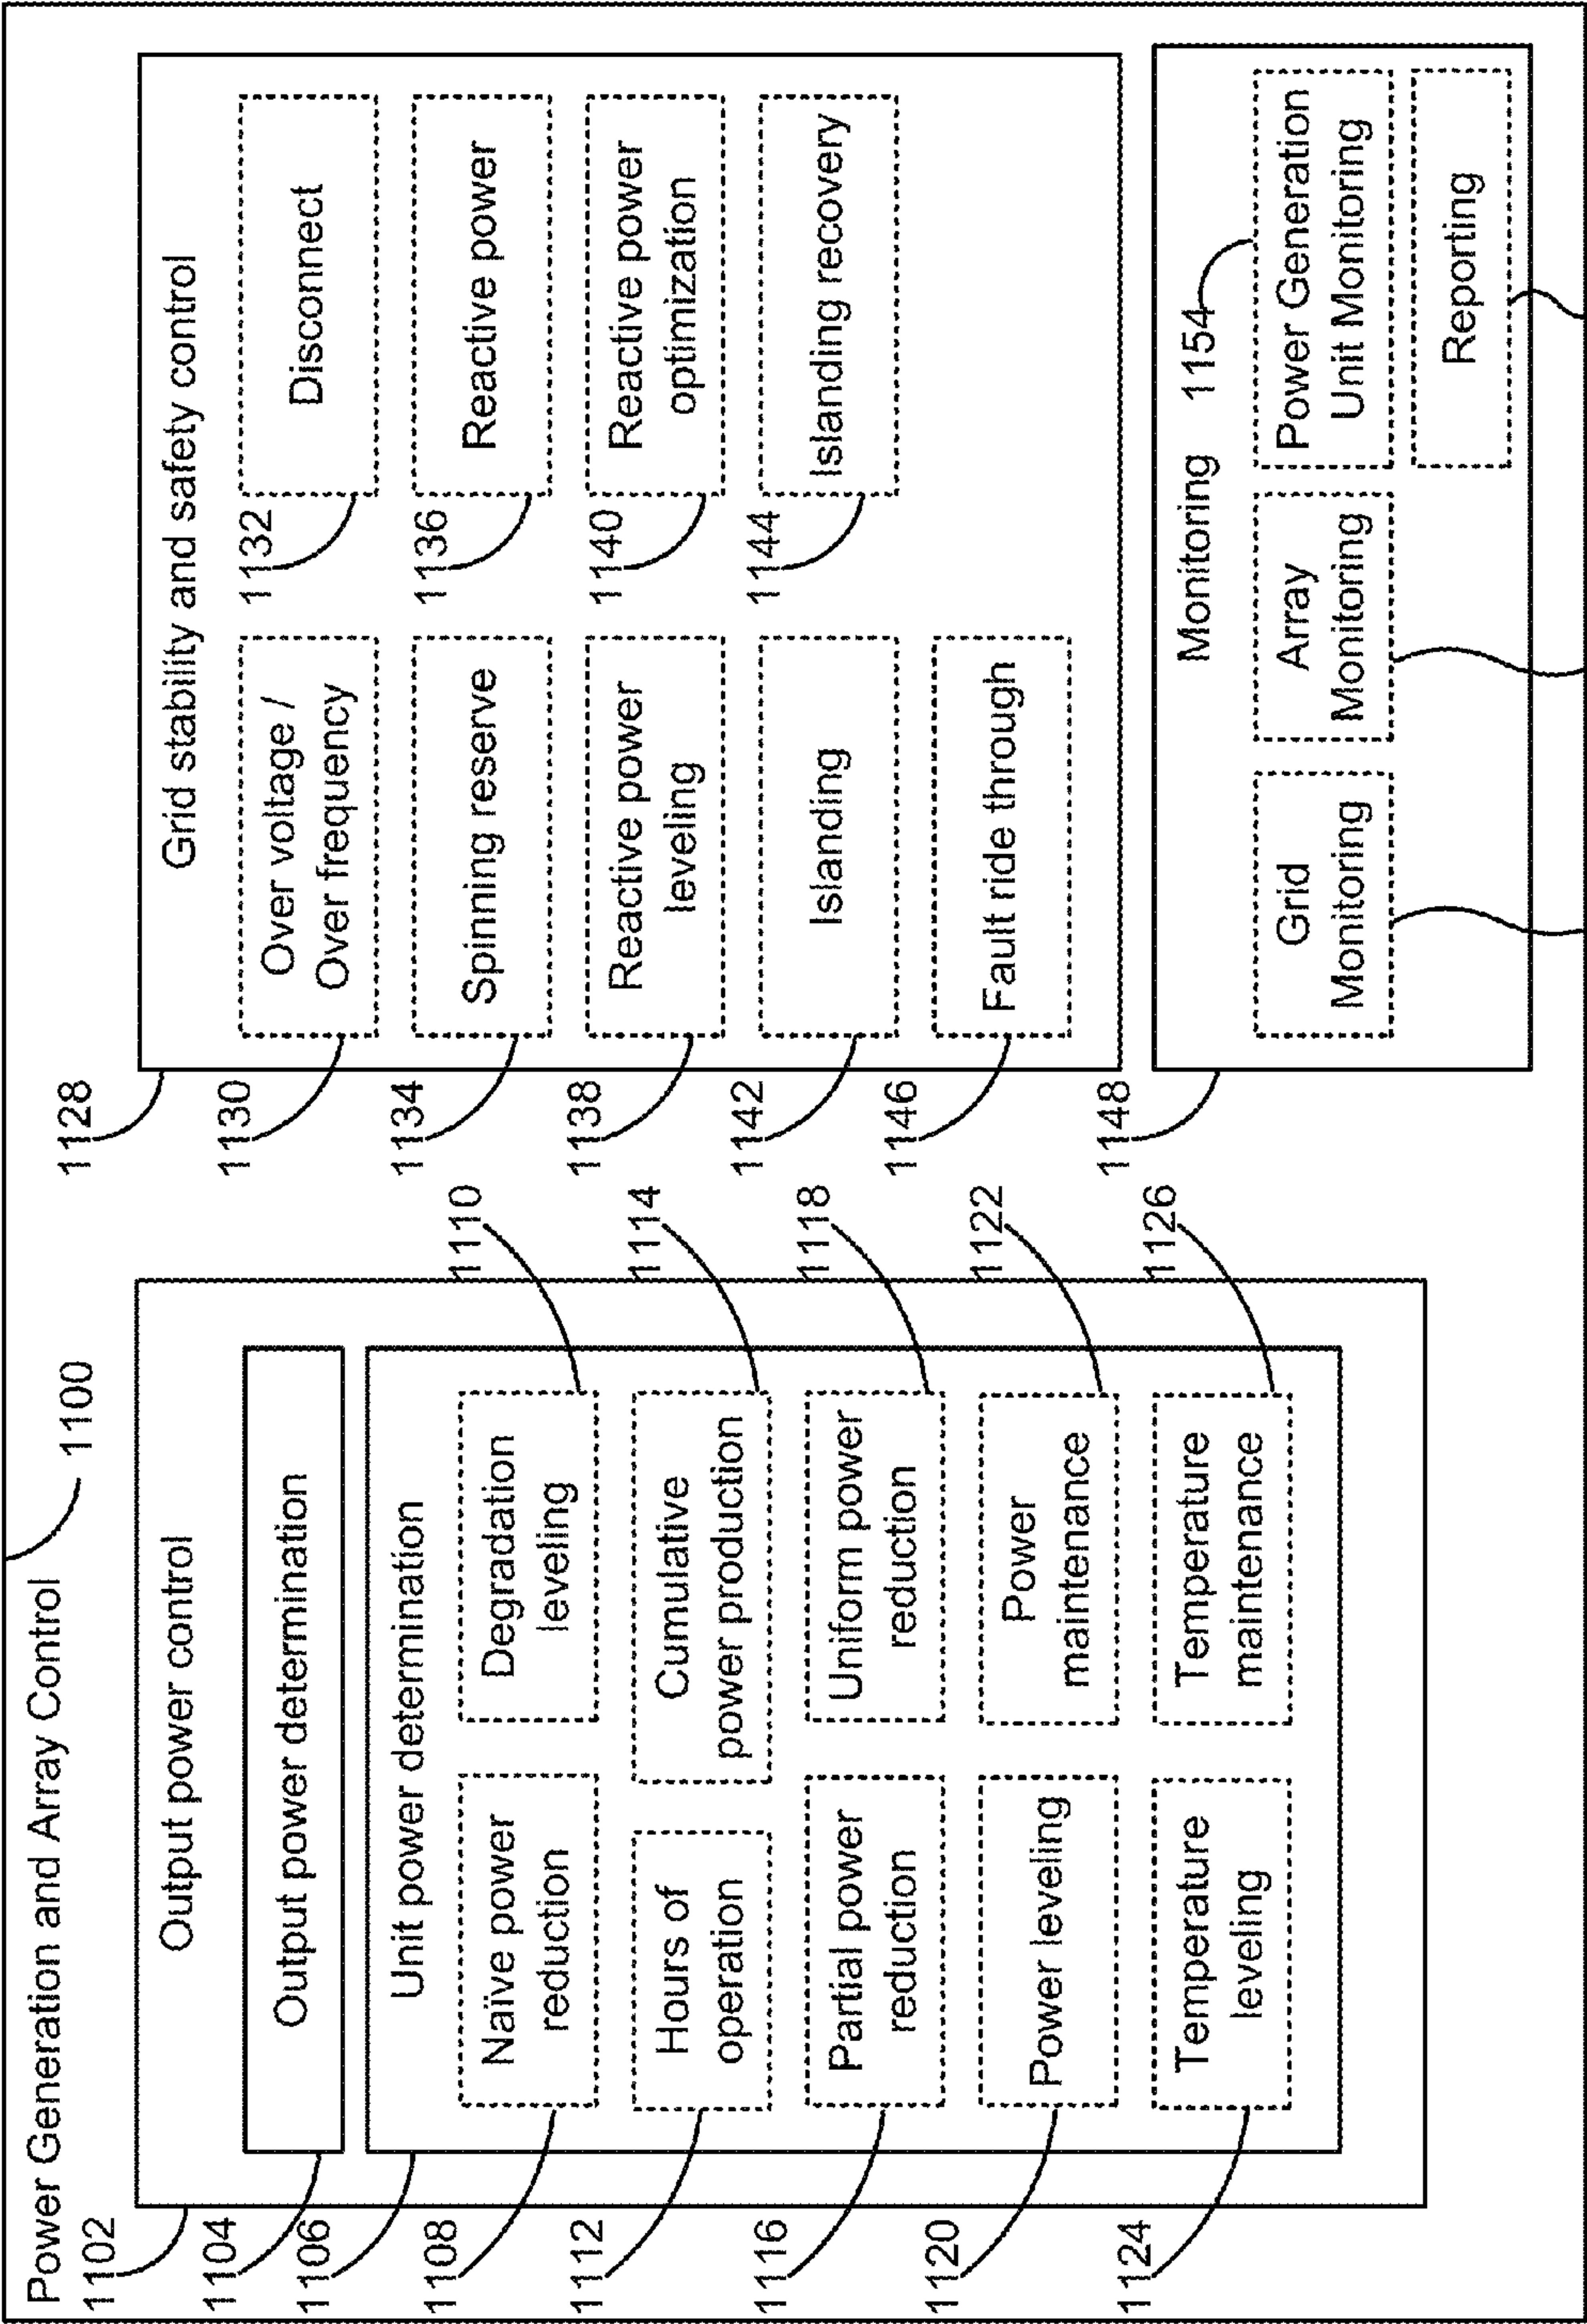 Power Generation and Array Control
1100
1102
Output power control
1104
Output power determination
1106
Unit power determination
1108
Naïve power
reduction
1110
Degradation
leveling
1112
Hours of
operation
1114
Cumulative
power production
1116
Partial power
reduction
1118
Uniform power
reduction
1120
Power leveling
1122
Power
maintenance
1124
Temperature
leveling
1126
Temperature
maintenance
1128
Grid stability and safety control
1130
Over voltage /
Over frequency
1132
Disconnect
1134
Spinning reserve
1136
Reactive power
1138
Reactive power
leveling
1140
Reactive power
optimization
1142
Islanding
1144
Islanding recovery
1146
Fault ride through
1148
Monitoring
1154
Grid
Monitoring
Array
Monitoring
Power Generation
Unit Monitoring
Reporting